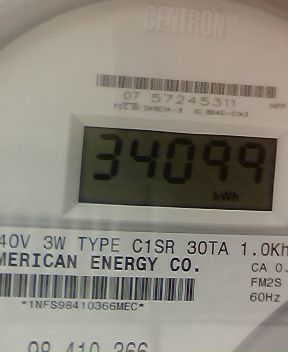 CENTRON®
07 57245311
34099
kWh
40V 3W TYPE C1SR 30TA 1.0Kh
MERICAN ENERGY CO.
CA 0.
FM2S
60Hz
*1NFS98410366MEC*
98 410 366